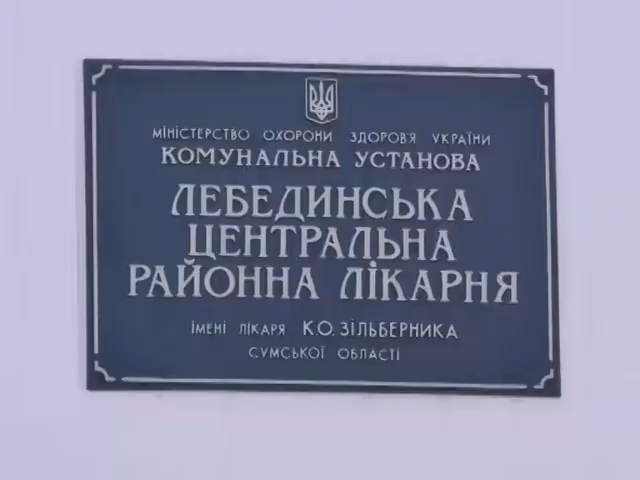 МІНІСТЕРСТВО ОХОРОНИ ЗДОРОВ'Я УКРАЇНИ
КОМУНАЛЬНА УСТАНОВА
ЛЕБЕДИНСЬКА
ЦЕНТРАЛЬНА
РАЙОННА ЛІКАРНЯ
ІМЕНІ ЛІКАРЯ К.О. ЗІЛЬБЕРНИКА
СУМСЬКОЇ ОБЛАСТІ